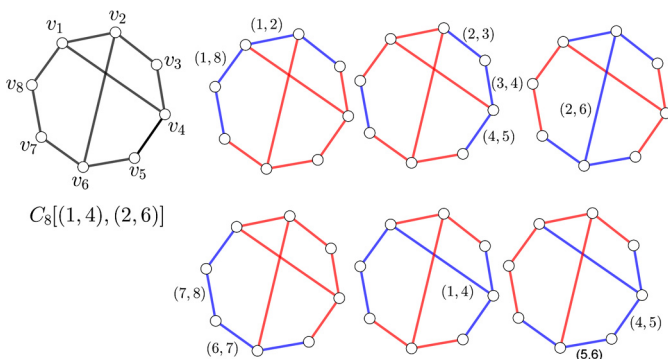 v₁
v₂
v₃
v₄
v₅
v₆
v₇
v₈
C₈[(1, 4), (2, 6)]
(1, 2)
(1, 8)
(2, 3)
(3, 4)
(4, 5)
(2, 6)
(7, 8)
(6, 7)
(1, 4)
(4, 5)
(5,6)